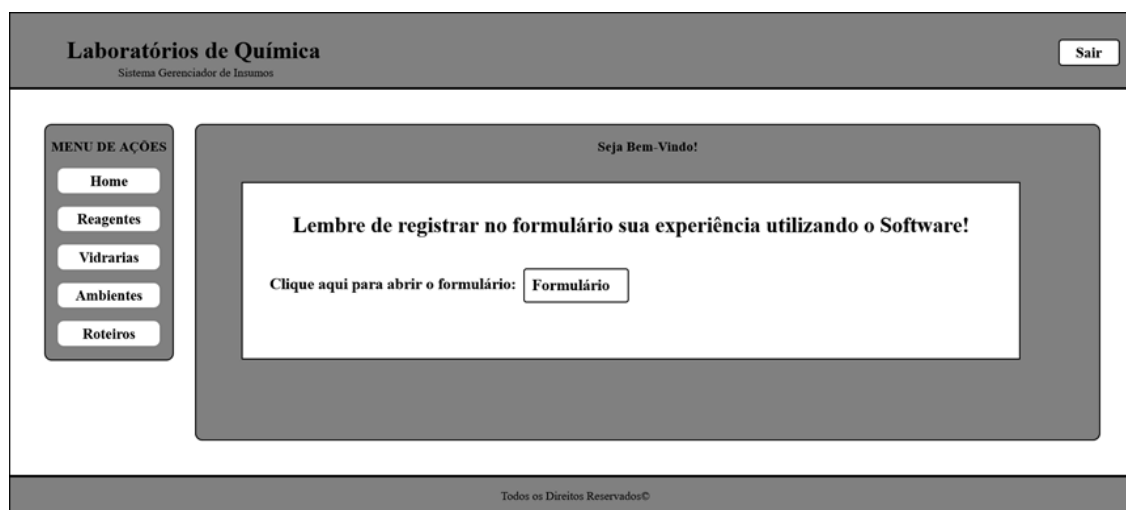 Laboratórios de Química
Sistema Gerenciador de Insumos
Sair
MENU DE AÇÕES
Home
Reagentes
Vidrarias
Ambientes
Roteiros
Seja Bem-Vindo!
Lembre de registrar no formulário sua experiência utilizando o Software!
Clique aqui para abrir o formulário: Formulário
Todos os Direitos Reservados©